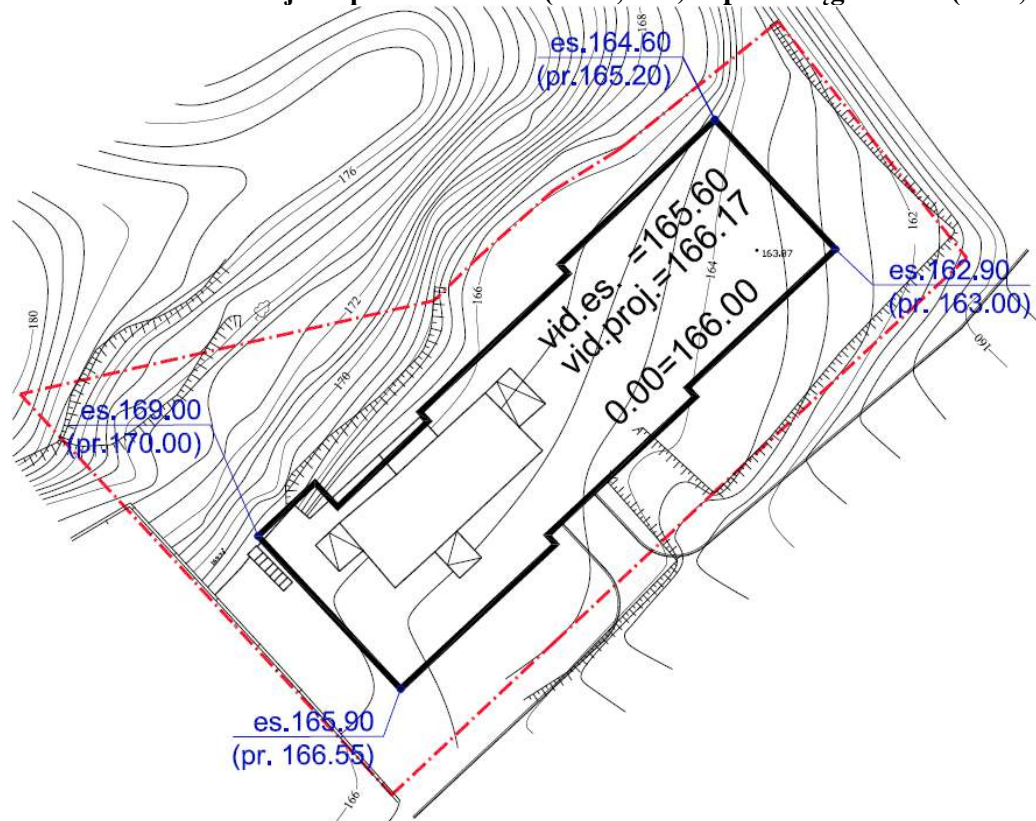 168
es.164.60
(pr.165.20)
176
vid.es. =165.60
vid.proj.=166.17
0.00=166.00
162
164
163.07
es.162.90
(pr. 163.00)
166
172
180
170
160
es.169.00
(pr.170.00)
es.165.90
(pr. 166.55)
166